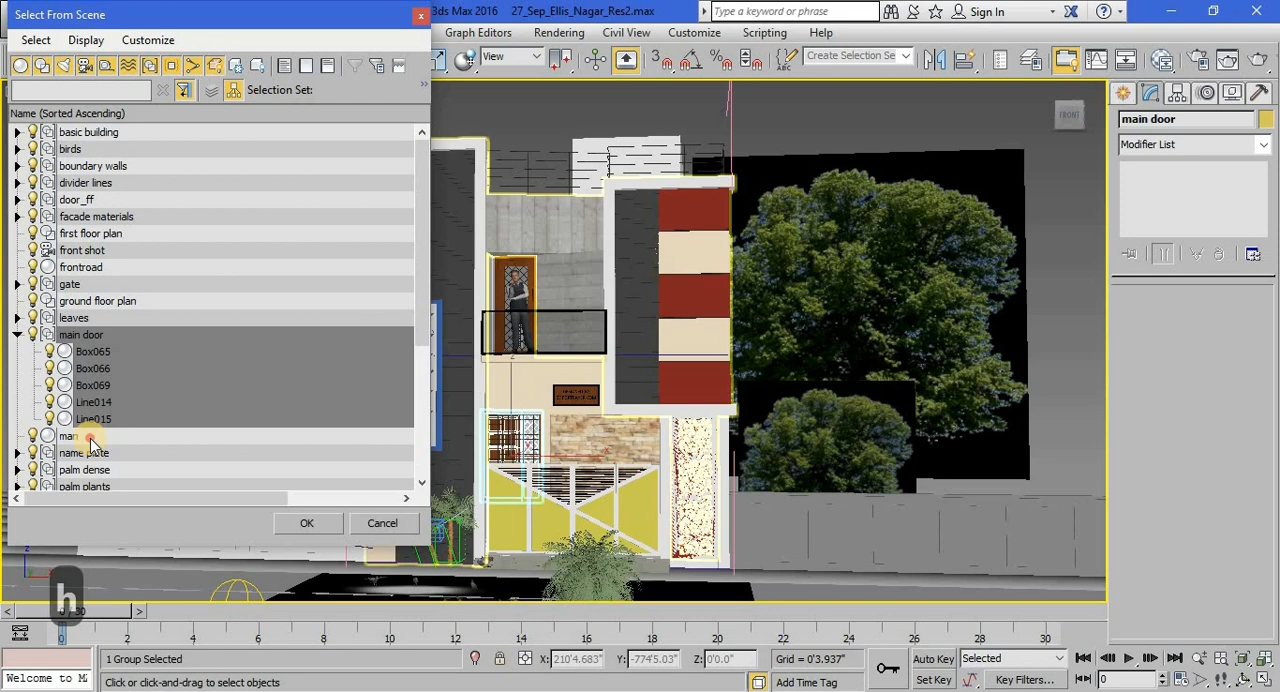 Select From Scene
x
3ds Max 2016 27_Sep_Ellis_Nagar_Res2.max
Type a keyword or phrase
Sign In
Select Display Customize
Graph Editors Rendering Civil View Customize Scripting Help
View
Create Selection Se
Selection Set:
Name (Sorted Ascending)
basic building
birds
boundary walls
divider lines
door_ff
facade materials
first floor plan
front shot
frontroad
gate
ground floor plan
leaves
main door
Box065
Box066
Box069
Line014
Line015
man
name plate
palm dense
palm plants
OK Cancel
FRONT
main door
Modifier List
h
0 / 30
0 2 4 6 8 10 12 14 16 18 20 22 24 26 28 30
1 Group Selected
X: 210'4.683" Y: -774'5.03" Z: 0'0.0" Grid = 0'3.937"
Auto Key Selected
Welcome to M
Click or click-and-drag to select objects
Add Time Tag
Set Key Key Filters... 0